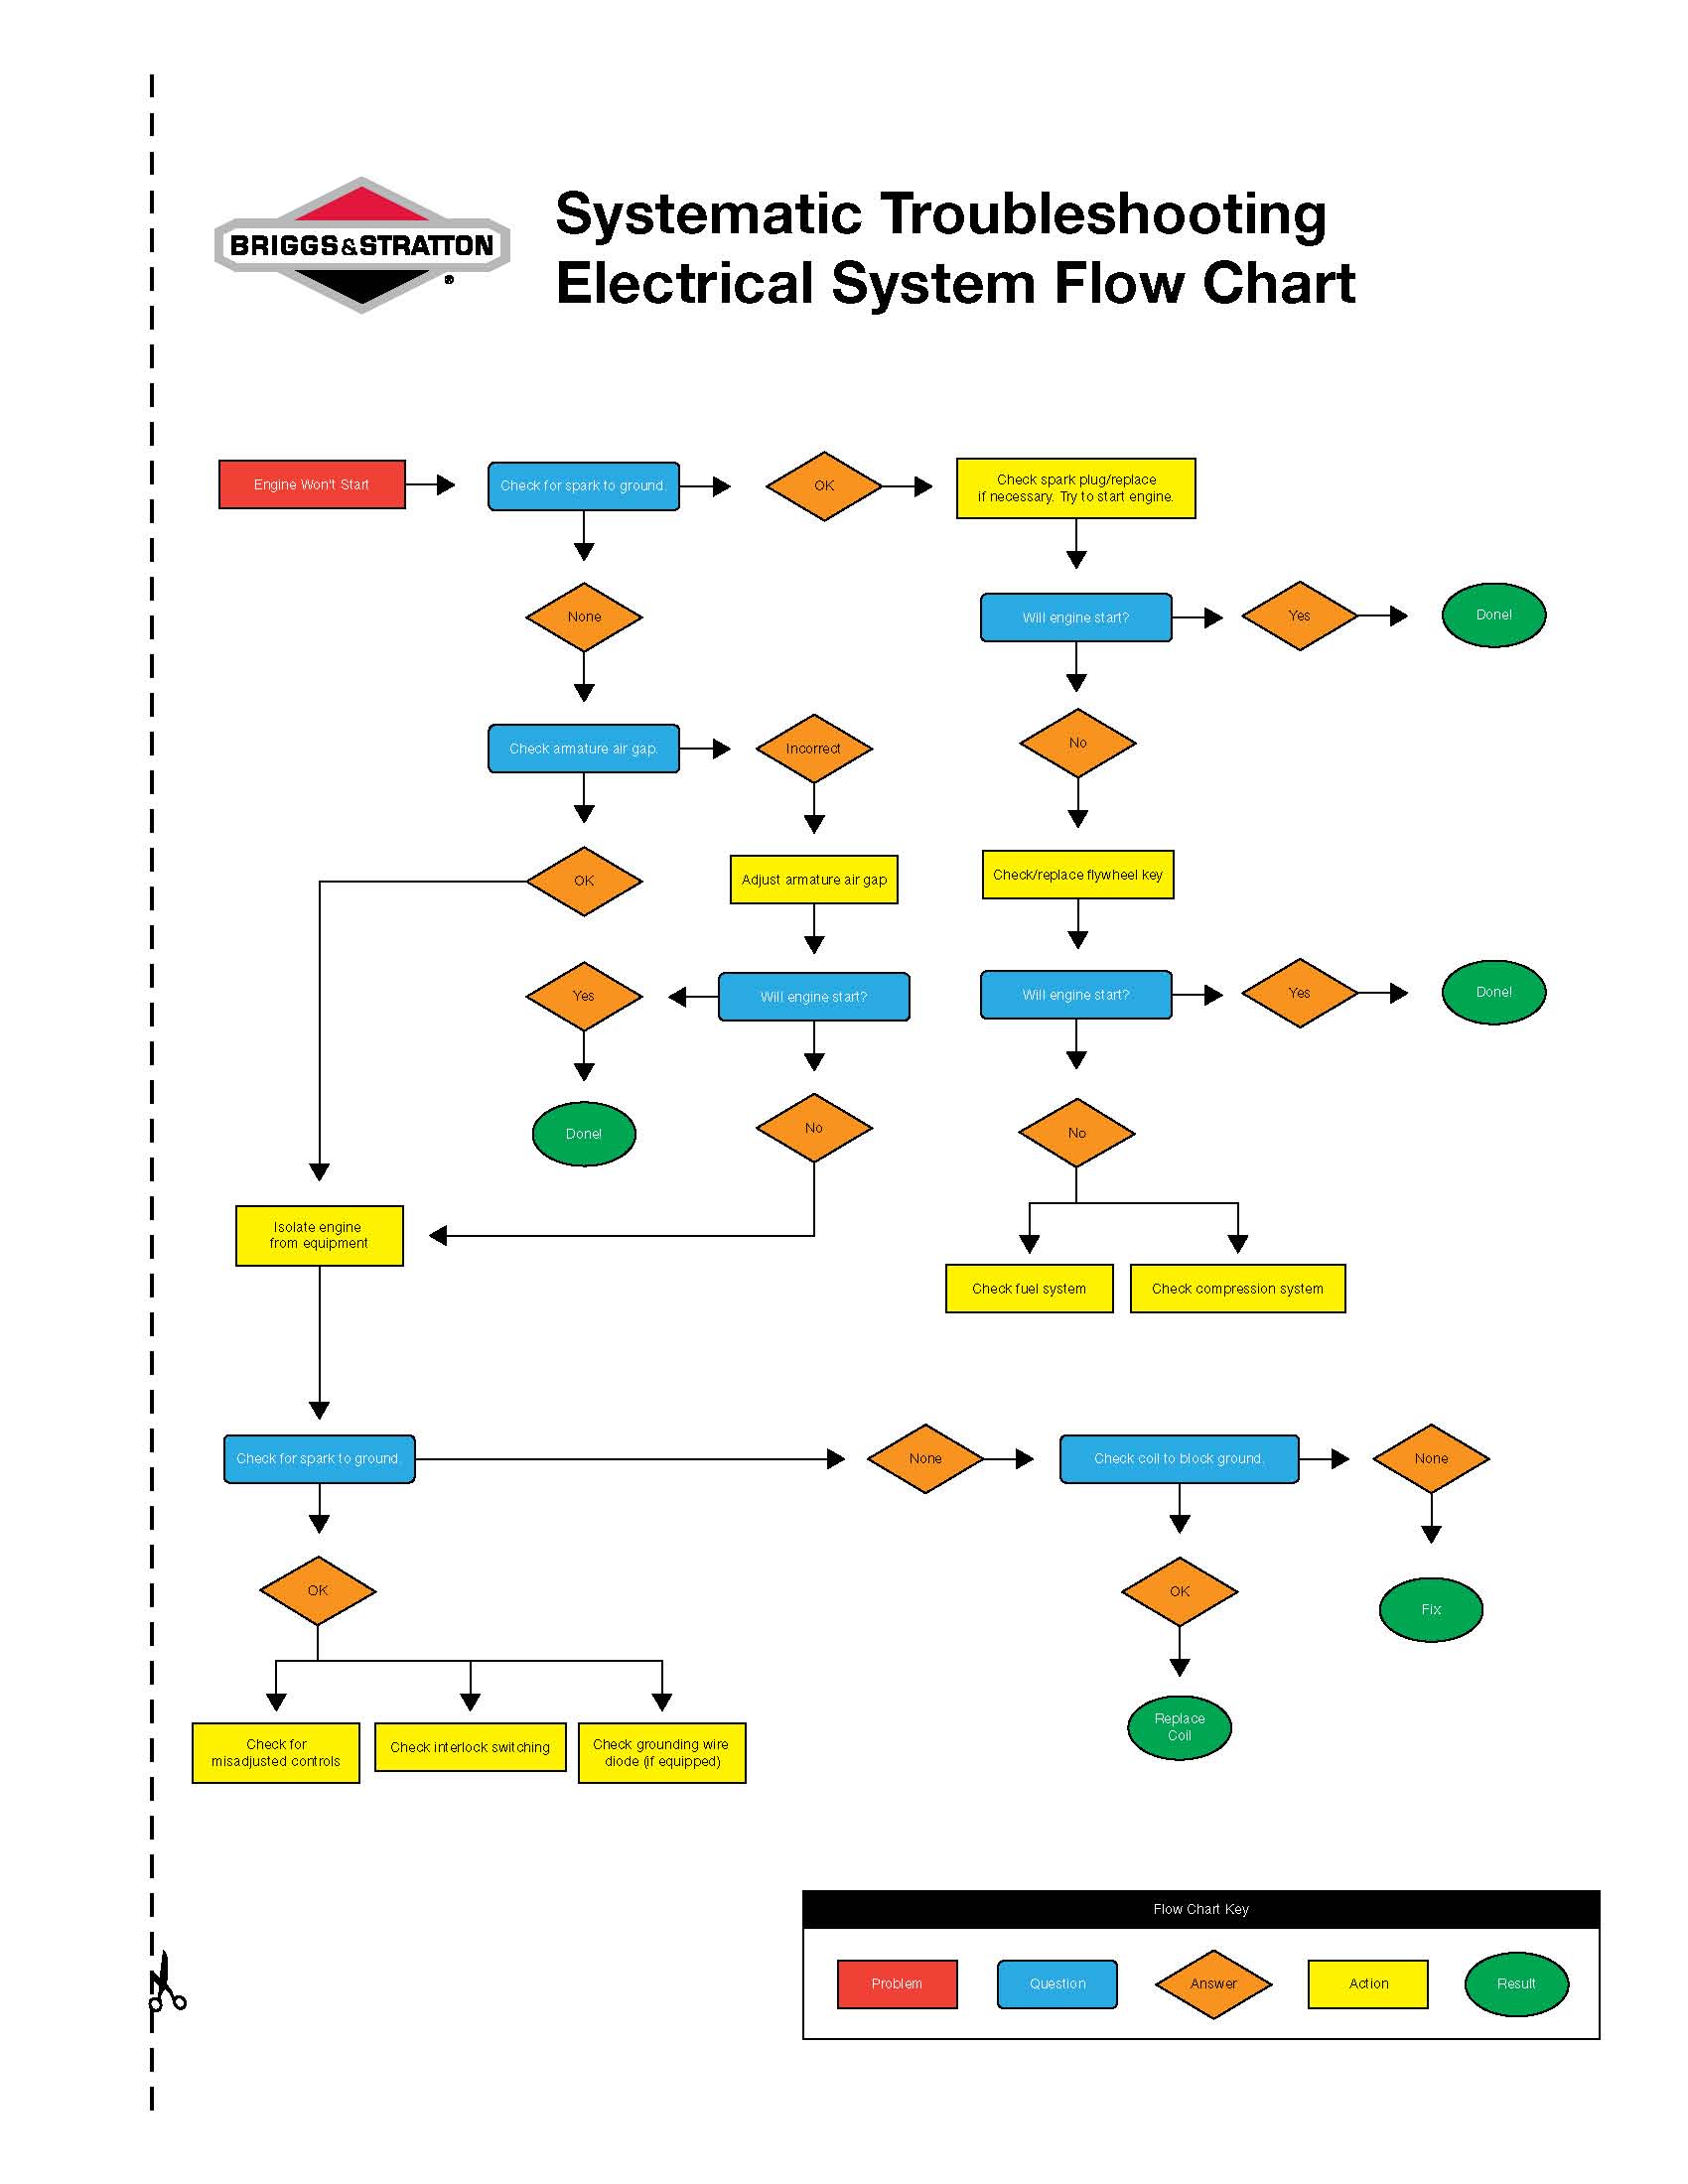 BRIGGS&STRATTON
®
Systematic Troubleshooting
Electrical System Flow Chart
Engine Won't Start
Check for spark to ground.
OK
Check spark plug/replace
if necessary. Try to start engine.
None
Will engine start?
Yes
Done!
Check armature air gap.
Incorrect
No
OK
Adjust armature air gap
Check/replace flywheel key
Yes
Will engine start?
Will engine start?
Yes
Done!
Done!
No
No
Isolate engine
from equipment
Check fuel system
Check compression system
Check for spark to ground.
None
Check coil to block ground.
None
OK
OK
Fix
Replace
Coil
Check for
misadjusted controls
Check interlock switching
Check grounding wire
diode (if equipped)
Flow Chart Key
Problem
Question
Answer
Action
Result